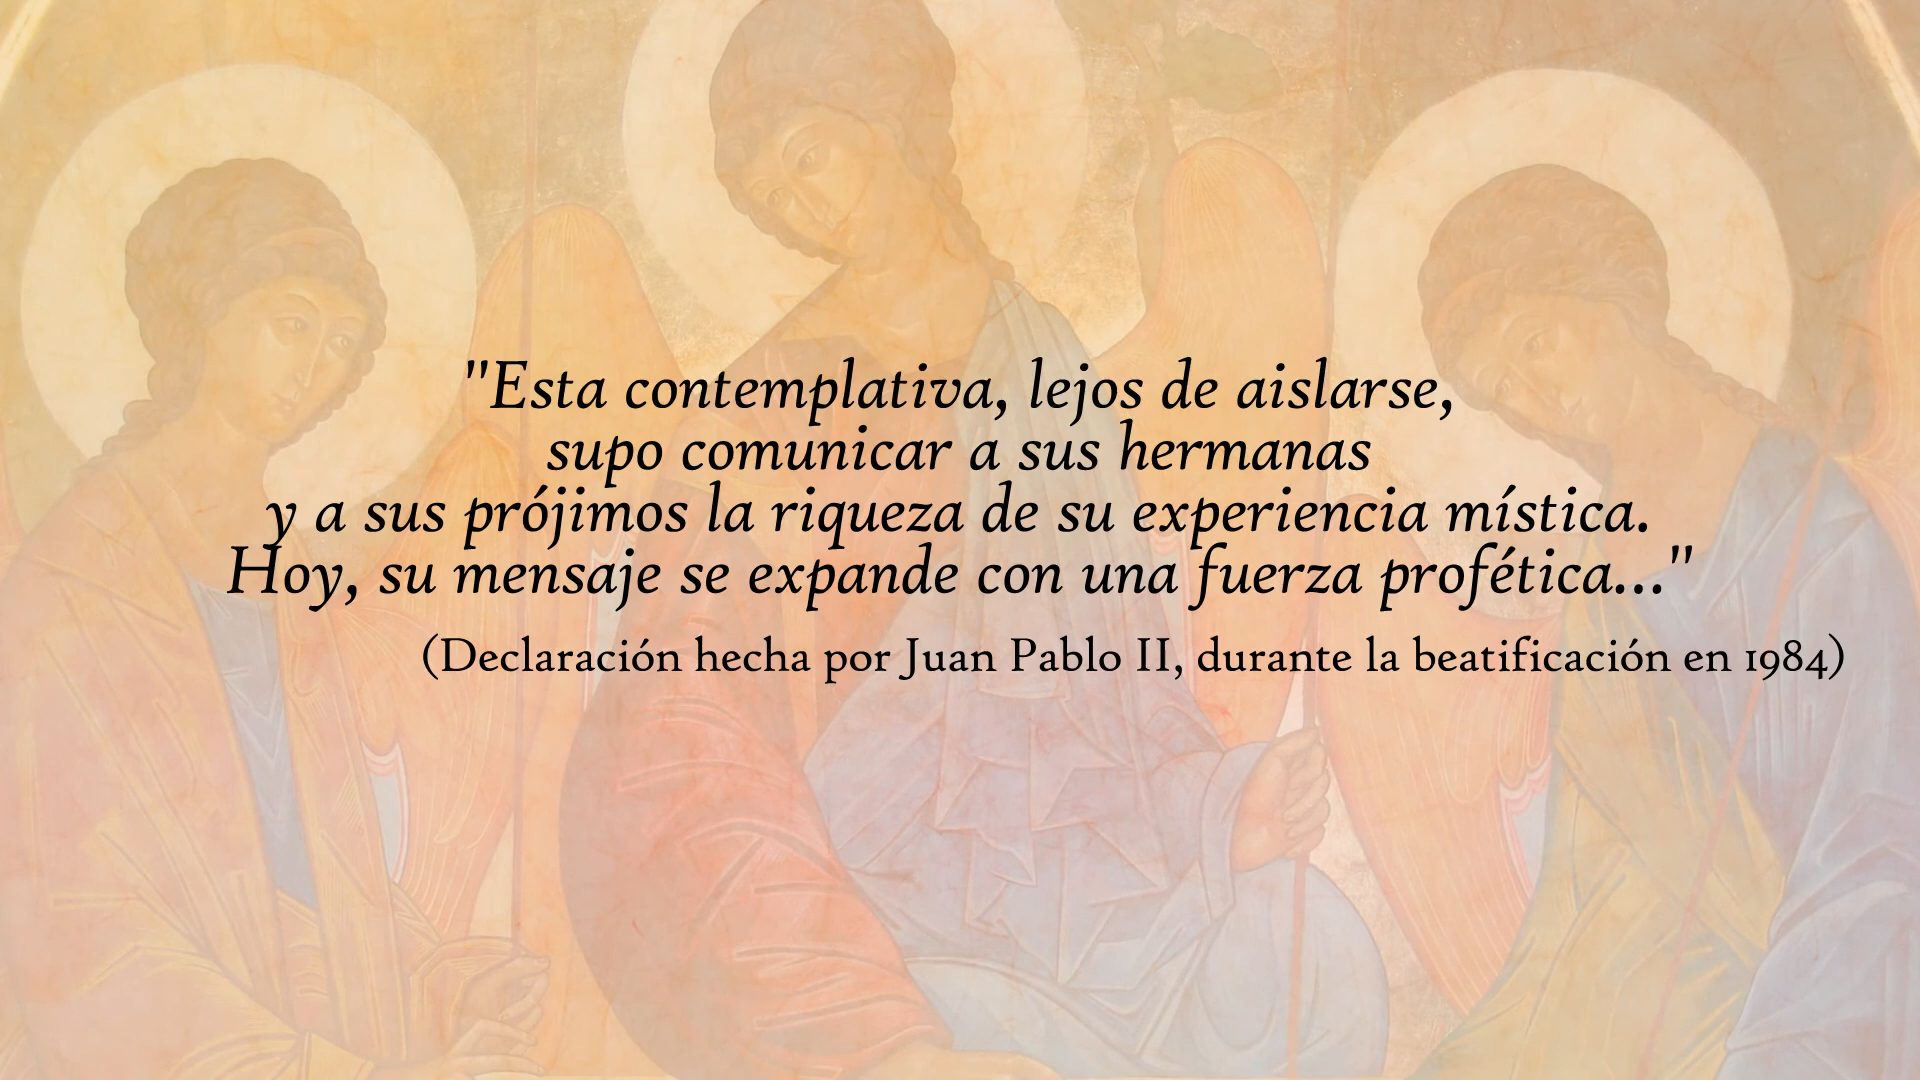 "Esta contemplativa, lejos de aislarse,
supo comunicar a sus hermanas
y a sus prójimos la riqueza de su experiencia mística.
Hoy, su mensaje se expande con una fuerza profética..."
(Declaración hecha por Juan Pablo II, durante la beatificación en 1984)